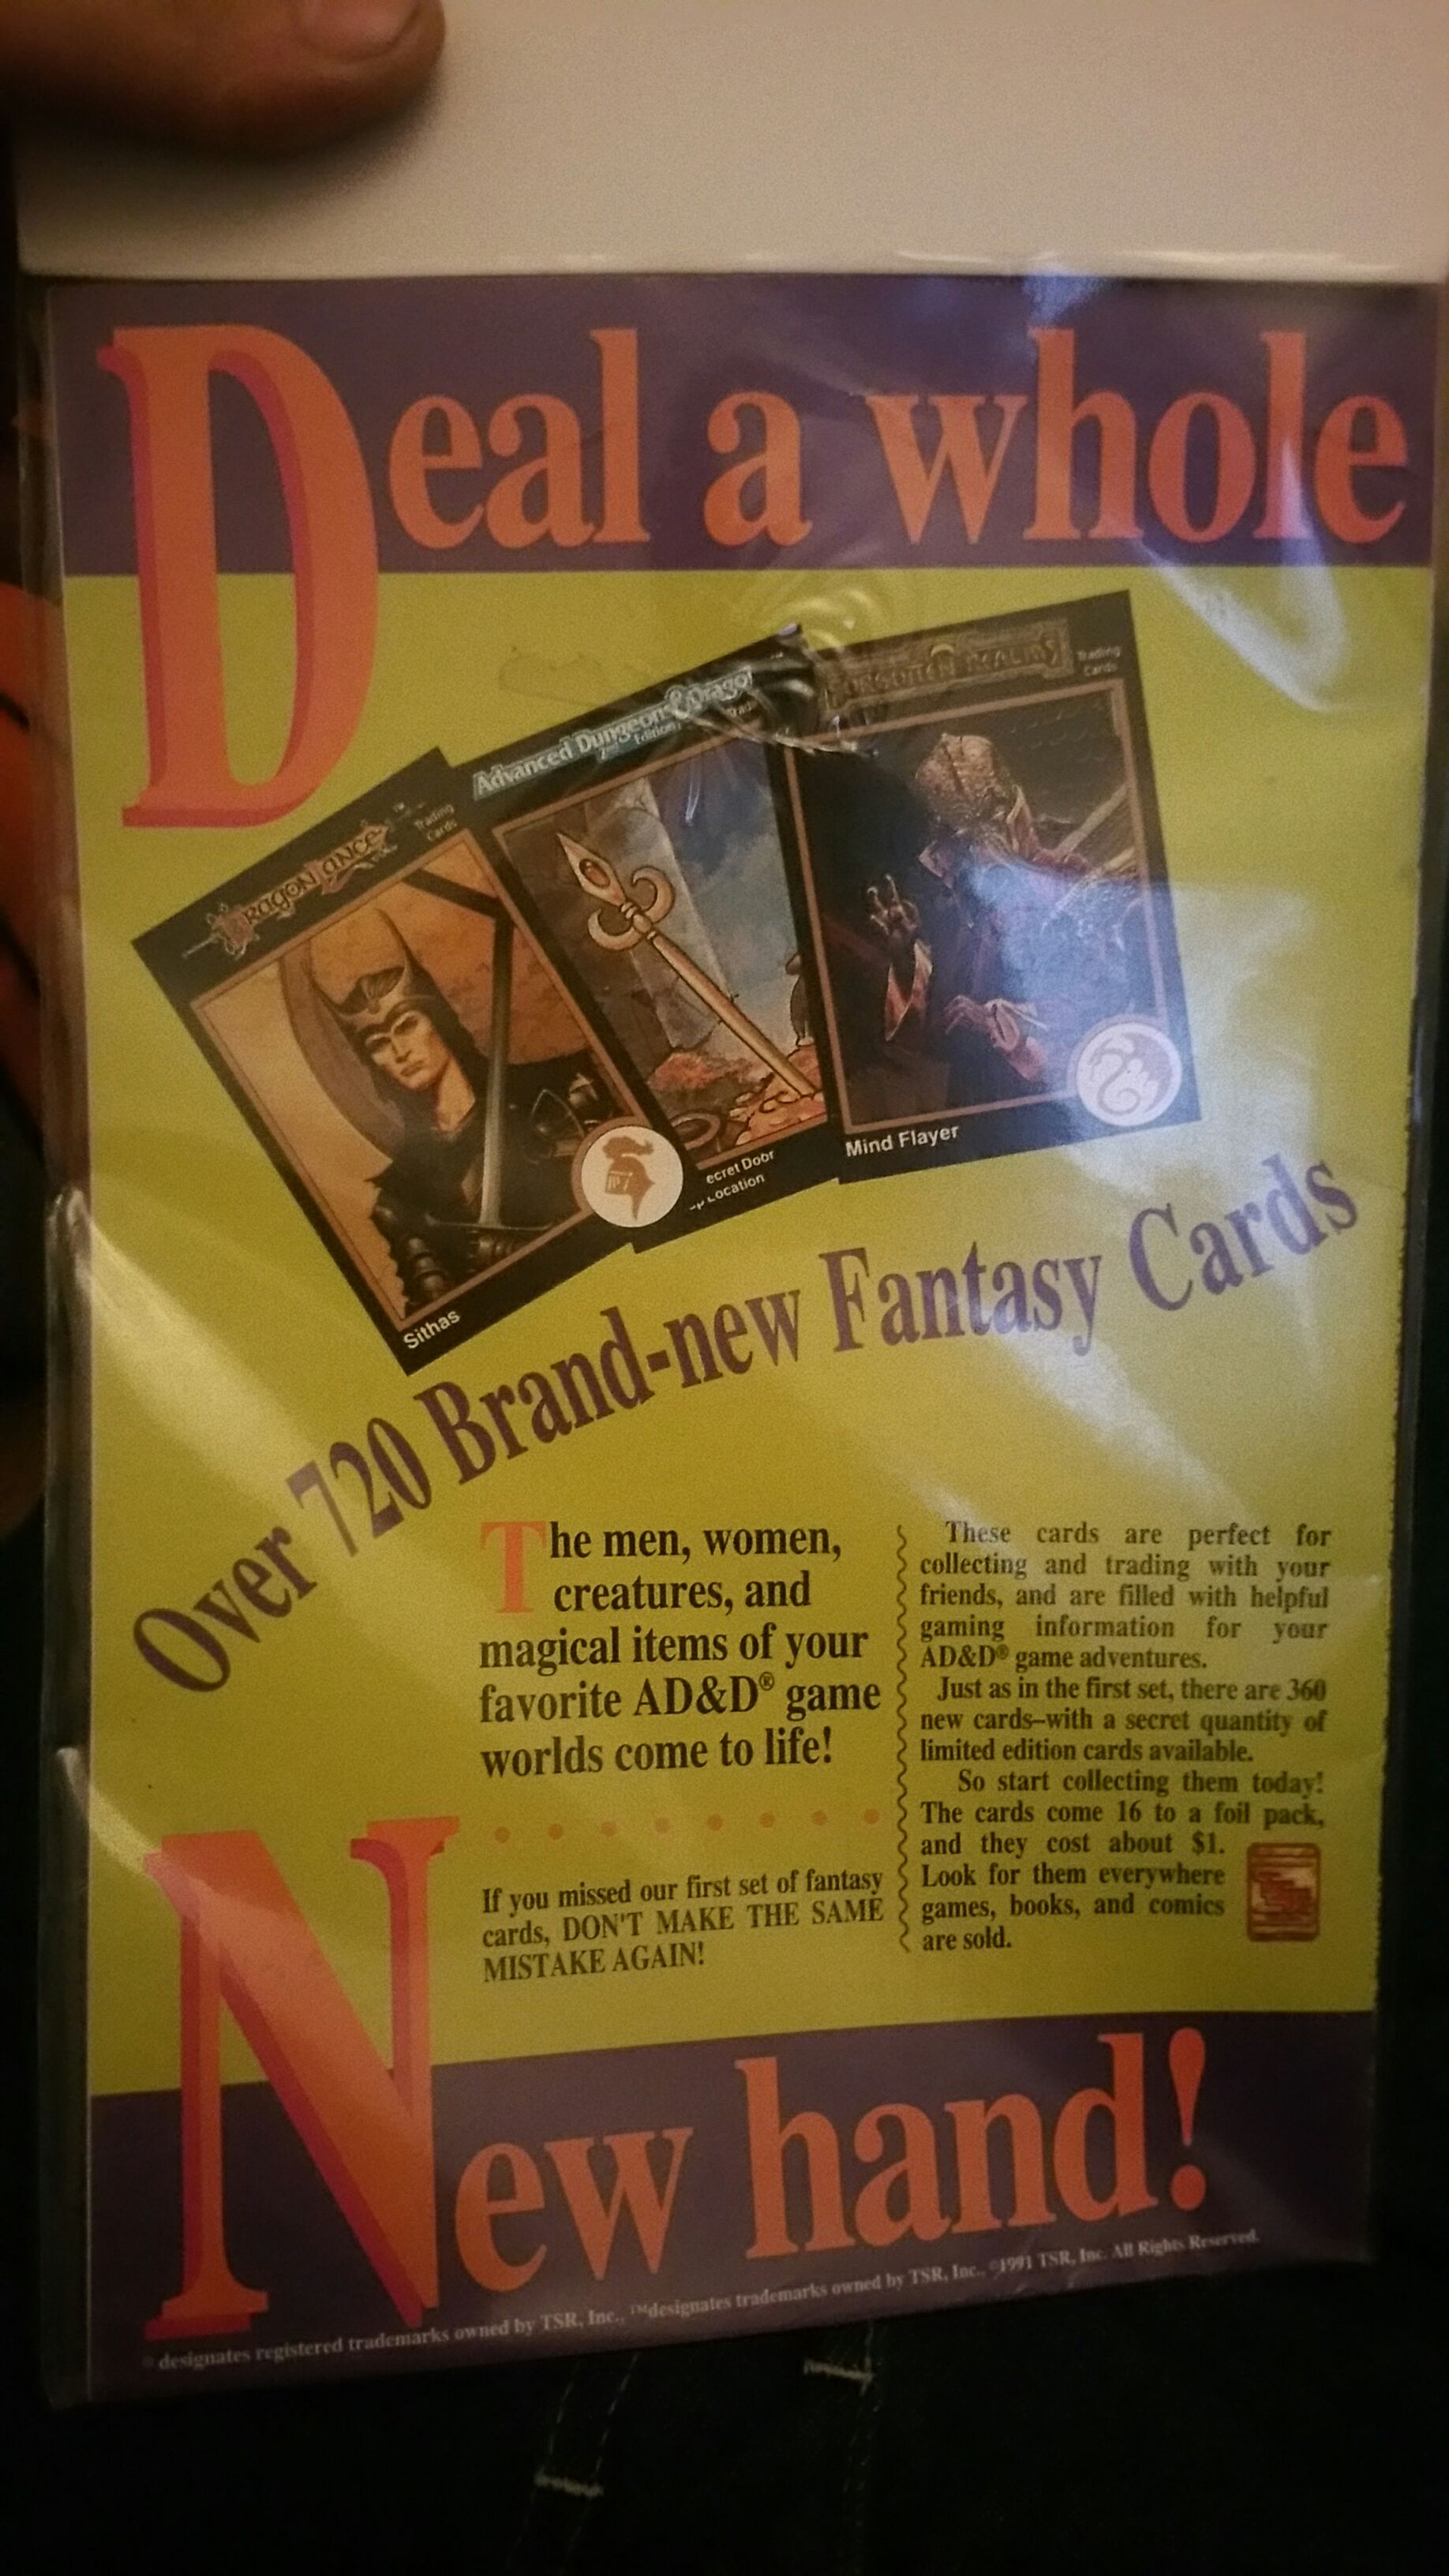 Deal a whole
DRAGONLANCE™
Trading
Cards
Sithas
Advanced Dungeons & Dragon
2nd Edition
Trad
ecret Door
Location
FORGOTTEN REALMS
Trading
Cards
Mind Flayer
Over 720 Brand-new Fantasy Cards
The men, women,
creatures, and
magical items of your
favorite AD&D® game
worlds come to life!
If you missed our first set of fantasy
cards, DON'T MAKE THE SAME
MISTAKE AGAIN!
These cards are perfect for
collecting and trading with your
friends, and are filled with helpful
gaming information for your
AD&D® game adventures.
Just as in the first set, there are 360
new cards–with a secret quantity of
limited edition cards available.
So start collecting them today!
The cards come 16 to a foil pack,
and they cost about $1.
Look for them everywhere
games, books, and comics
are sold.
New hand!
® designates registered trademarks owned by TSR, Inc., ™designates trademarks owned by TSR, Inc., ©1991 TSR, Inc. All Rights Reserved.